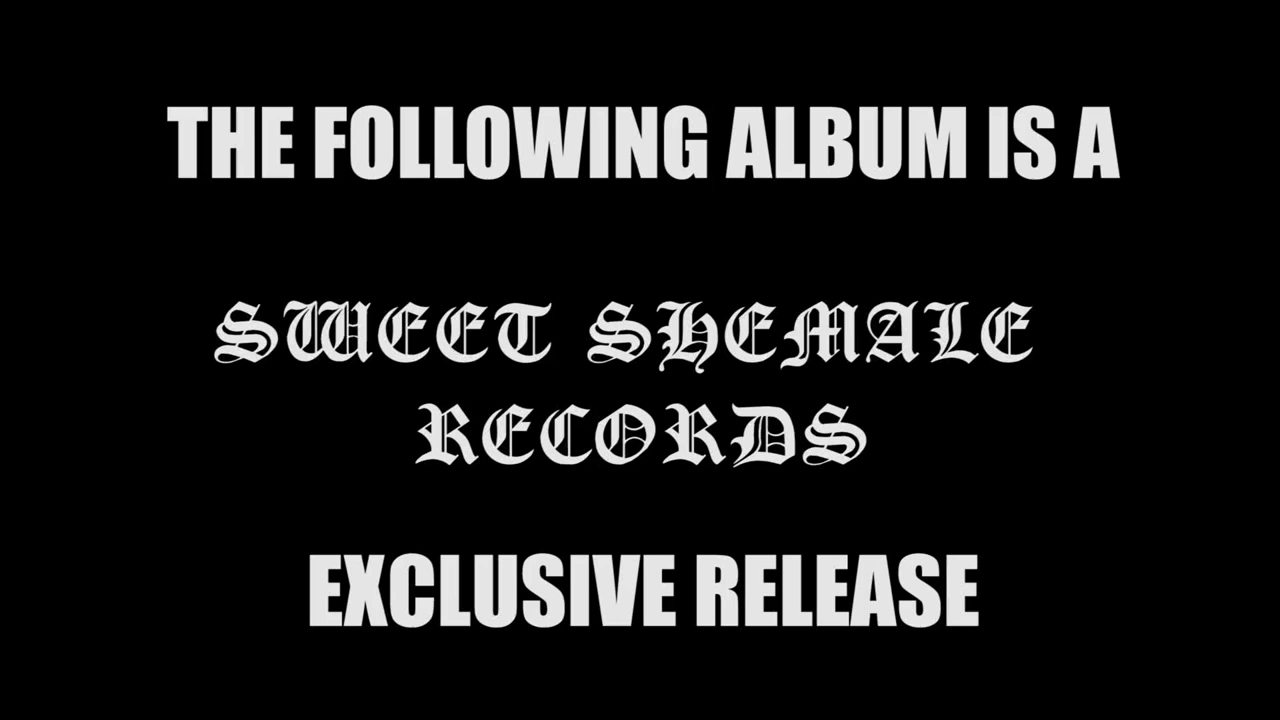 THE FOLLOWING ALBUM IS A
SWEET SHEMALE
RECORDS
EXCLUSIVE RELEASE